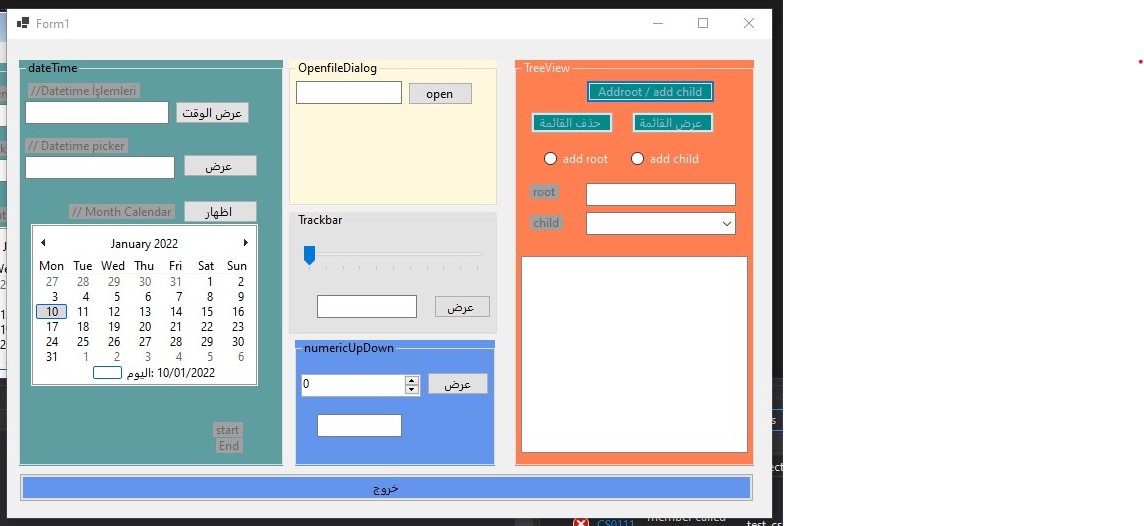 Form1
dateTime
//Datetime İşlemleri
عرض الوقت
// Datetime picker
عرض
// Month Calendar
اظهار
January 2022
Mon Tue Wed Thu Fri Sat Sun
27 28 29 30 31 1 2
3 4 5 6 7 8 9
10 11 12 13 14 15 16
17 18 19 20 21 22 23
24 25 26 27 28 29 30
31 1 2 3 4 5 6
اليوم: 10/01/2022
start
End
OpenfileDialog
open
Trackbar
عرض
numericUpDown
0
عرض
TreeView
Addroot / add child
حذف القائمة
عرض القائمة
add root
add child
root
child
خروج
CS0111
member called
test.cs